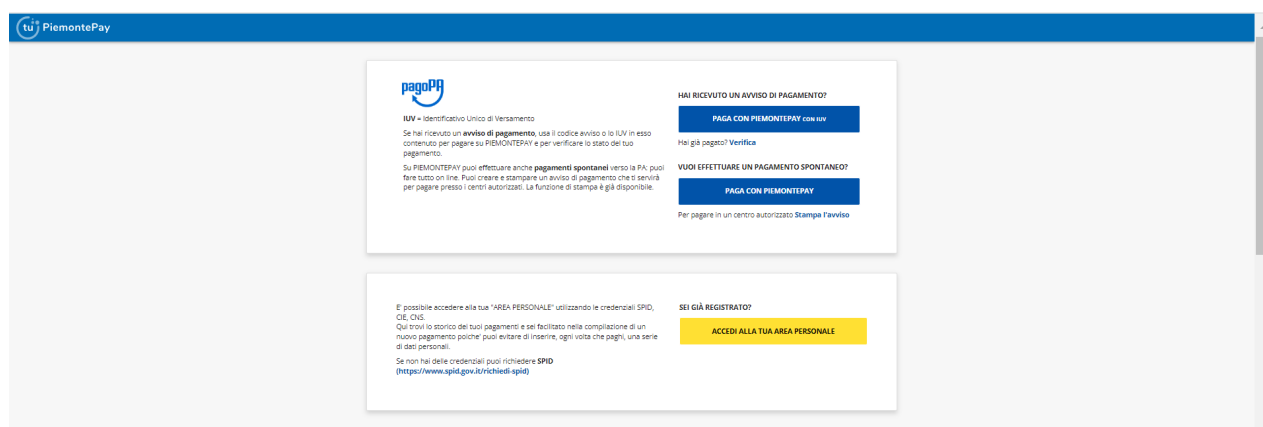 tu PiemontePay
pagoPA
IUV = Identificativo Unico di Versamento
Se hai ricevuto un avviso di pagamento, usa il codice avviso o lo IUV in esso
contenuto per pagare su PIEMONTEPAY e per verificare lo stato del tuo
pagamento.
Su PIEMONTEPAY puoi effettuare anche pagamenti spontanei verso la PA: puoi
fare tutto on line. Puoi creare e stampare un avviso di pagamento che ti servirà
per pagare presso i centri autorizzati. La funzione di stampa è già disponibile.
HAI RICEVUTO UN AVVISO DI PAGAMENTO?
PAGA CON PIEMONTEPAY CON IUV
Hai già pagato? Verifica
VUOI EFFETTUARE UN PAGAMENTO SPONTANEO?
PAGA CON PIEMONTEPAY
Per pagare in un centro autorizzato Stampa l'avviso
E' possibile accedere alla tua "AREA PERSONALE" utilizzando le credenziali SPID,
CIE, CNS.
Qui trovi lo storico dei tuoi pagamenti e sei facilitato nella compilazione di un
nuovo pagamento poiche' puoi evitare di inserire, ogni volta che paghi, una serie
di dati personali.
Se non hai delle credenziali puoi richiedere SPID
(https://www.spid.gov.it/richiedi-spid)
SEI GIÀ REGISTRATO?
ACCEDI ALLA TUA AREA PERSONALE